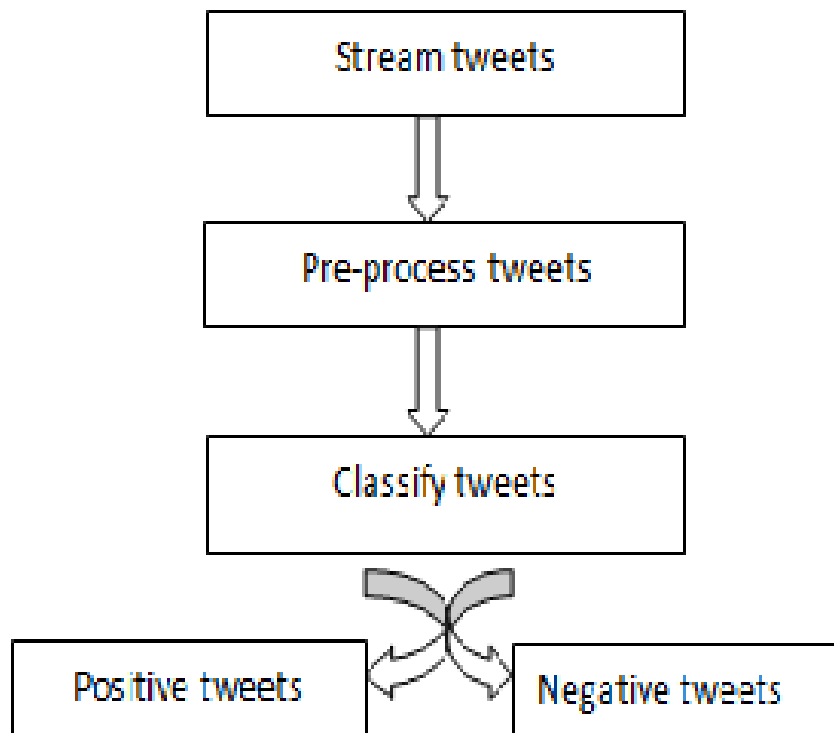 Stream tweets
Pre-process tweets
Classify tweets
Positive tweets
Negative tweets